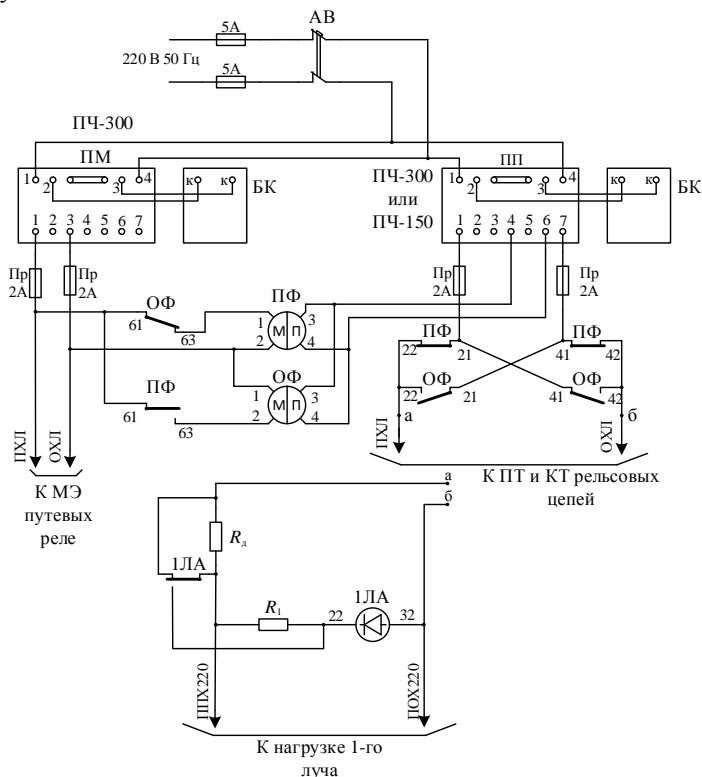 АВ
5А
220 В 50 Гц
5А
ПЧ-300
ПМ
ПП
1 2 3 4
к к
БК
ПЧ-300
или
ПЧ-150
1 2 3 4
к к
БК
1 2 3 4 5 6 7
1 2 3 4 5 6 7
Пр
2А
Пр
2А
Пр
2А
Пр
2А
ОФ
61 63
ПФ
1 2 М П 3 4
ПФ
22 21
ПФ
41 42
ПФ
61 63
ОФ
1 2 М П 3 4
ОФ
22 21
ОФ
41 42
а
б
ПХЛ
ОХЛ
ПХЛ
ОХЛ
К МЭ
путевых
реле
К ПТ и КТ рельсовых
цепей
а
б
Rд
1ЛА
R1
22
1ЛА
32
ППХ220
ПОХ220
К нагрузке 1-го
луча